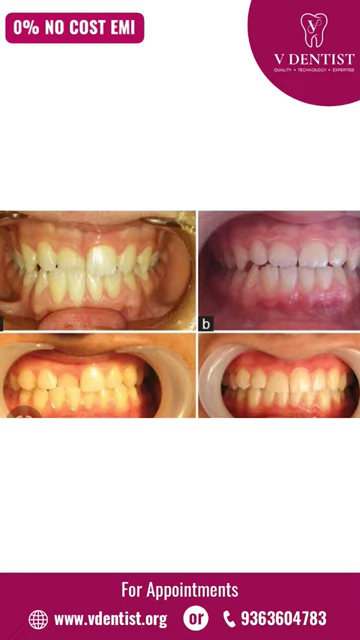 0% NO COST EMI
V DENTIST
QUALITY • TECHNOLOGY • EXPERTISE
b
For Appointments
www.vdentist.org or 9363604783